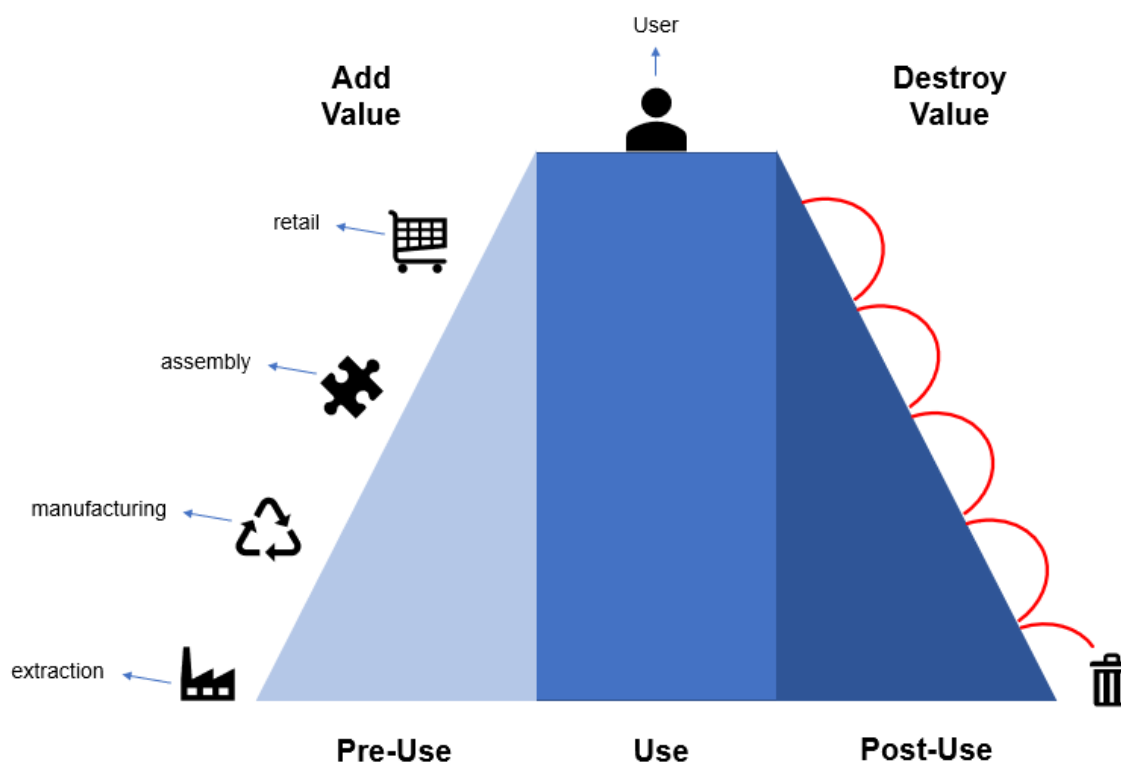 User
Add
Value
Destroy
Value
retail
assembly
manufacturing
extraction
Pre-Use
Use
Post-Use